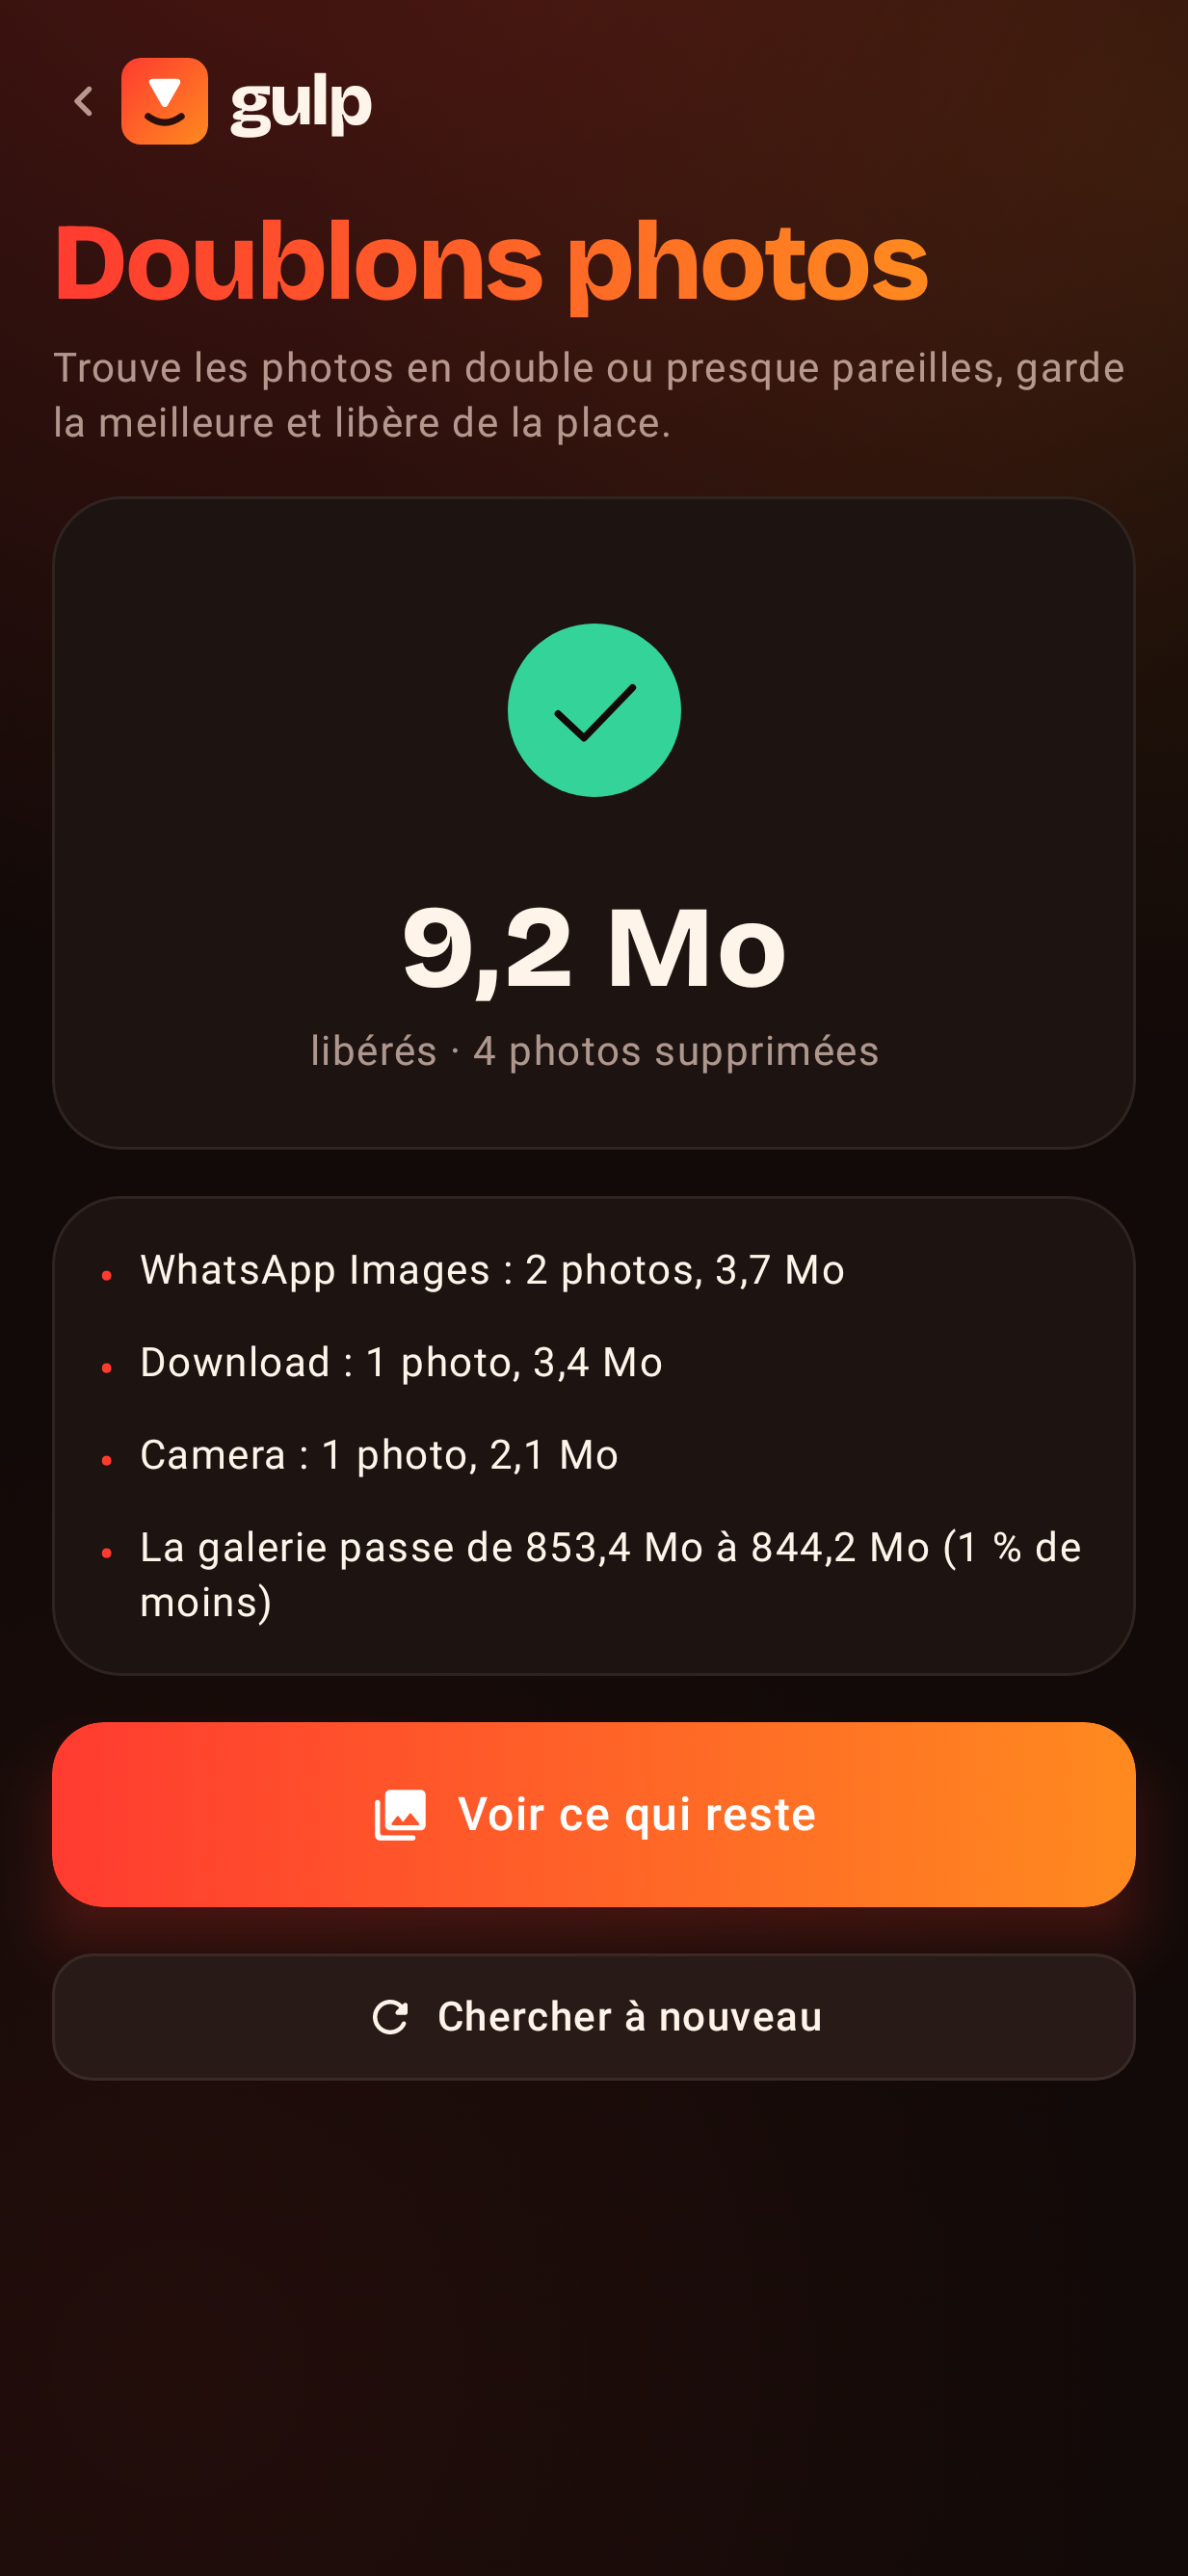 gulp
Doublons photos
Trouve les photos en double ou presque pareilles, garde
la meilleure et libère de la place.
9,2 Mo
libérés · 4 photos supprimées
• WhatsApp Images : 2 photos, 3,7 Mo
• Download : 1 photo, 3,4 Mo
• Camera : 1 photo, 2,1 Mo
• La galerie passe de 853,4 Mo à 844,2 Mo (1 % de
moins)
Voir ce qui reste
Chercher à nouveau